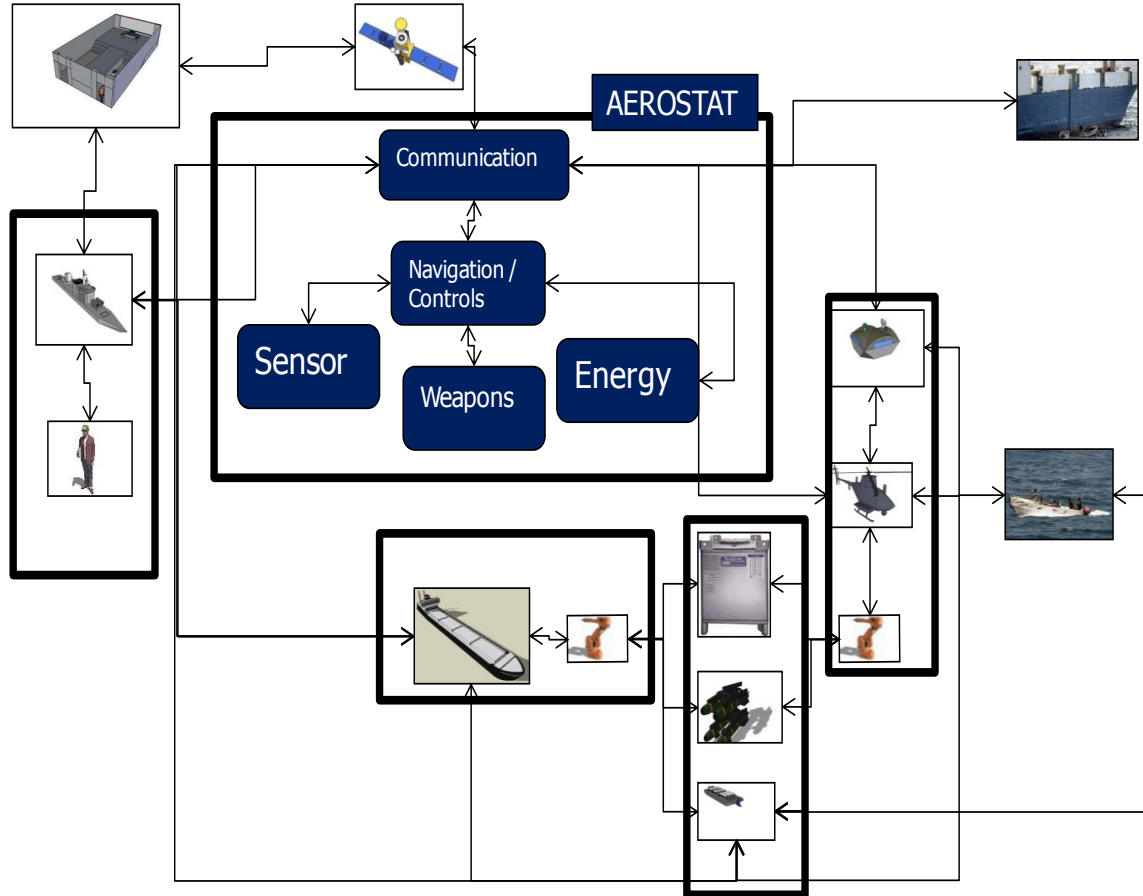 AEROSTAT
Communication
Navigation /
Controls
Sensor
Energy
Weapons